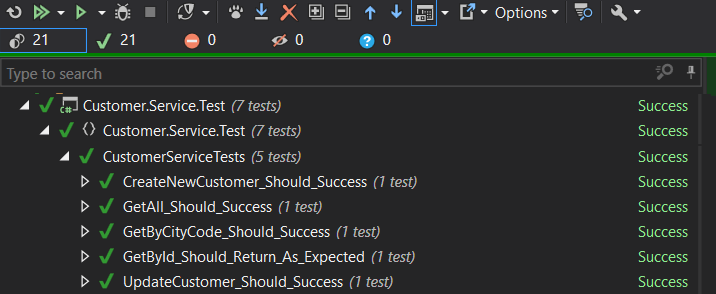 Options
21 21 0 0 0
Type to search
C# Customer.Service.Test (7 tests) Success
Customer.Service.Test (7 tests) Success
CustomerServiceTests (5 tests) Success
CreateNewCustomer_Should_Success (1 test) Success
GetAll_Should_Success (1 test) Success
GetByCityCode_Should_Success (1 test) Success
GetById_Should_Return_As_Expected (1 test) Success
UpdateCustomer_Should_Success (1 test) Success